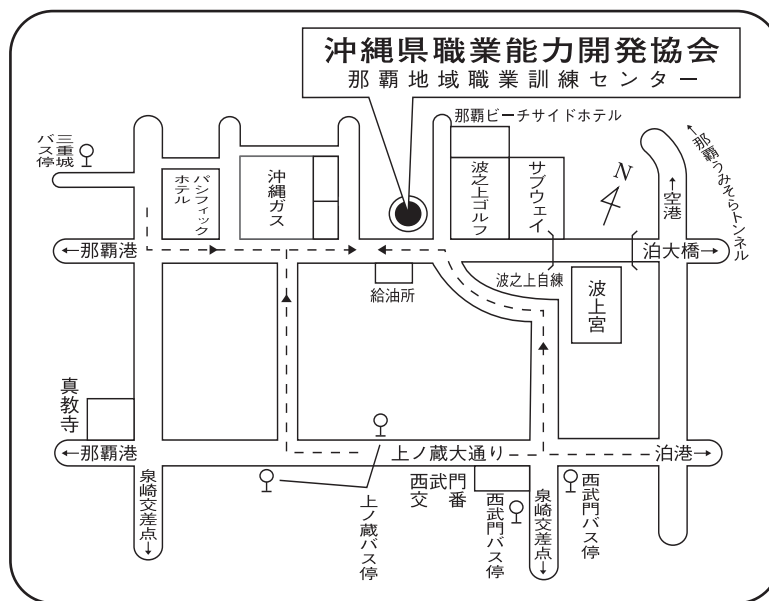 沖縄県職業能力開発協会
那覇地域職業訓練センター
那覇ビーチサイドホテル
三重城
バス停
パシフィック
ホテル
沖縄ガス
波之上ゴルフ
サブウェイ
N
←那覇うみそらトンネル
←空港
←那覇港
泊大橋→
波之上自練
給油所
波上宮
真教寺
←那覇港
上ノ蔵大通り
泊港→
泉崎交差点→
上ノ蔵バス停
西武門
交番
西武門バス停
泉崎交差点→
西武門バス停